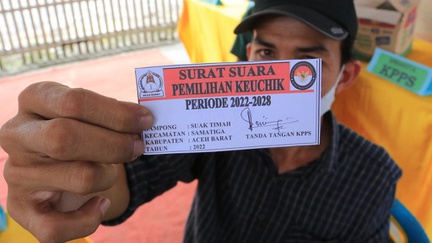 SURAT SUARA
PEMILIHAN KEUCHIK
PERIODE 2022-2028
GAMPONG : SUAK TIMAH
KECAMATAN : SAMATIGA
KABUPATEN : ACEH BARAT
TAHUN : 2022
TANDA TANGAN KPPS
KPPS